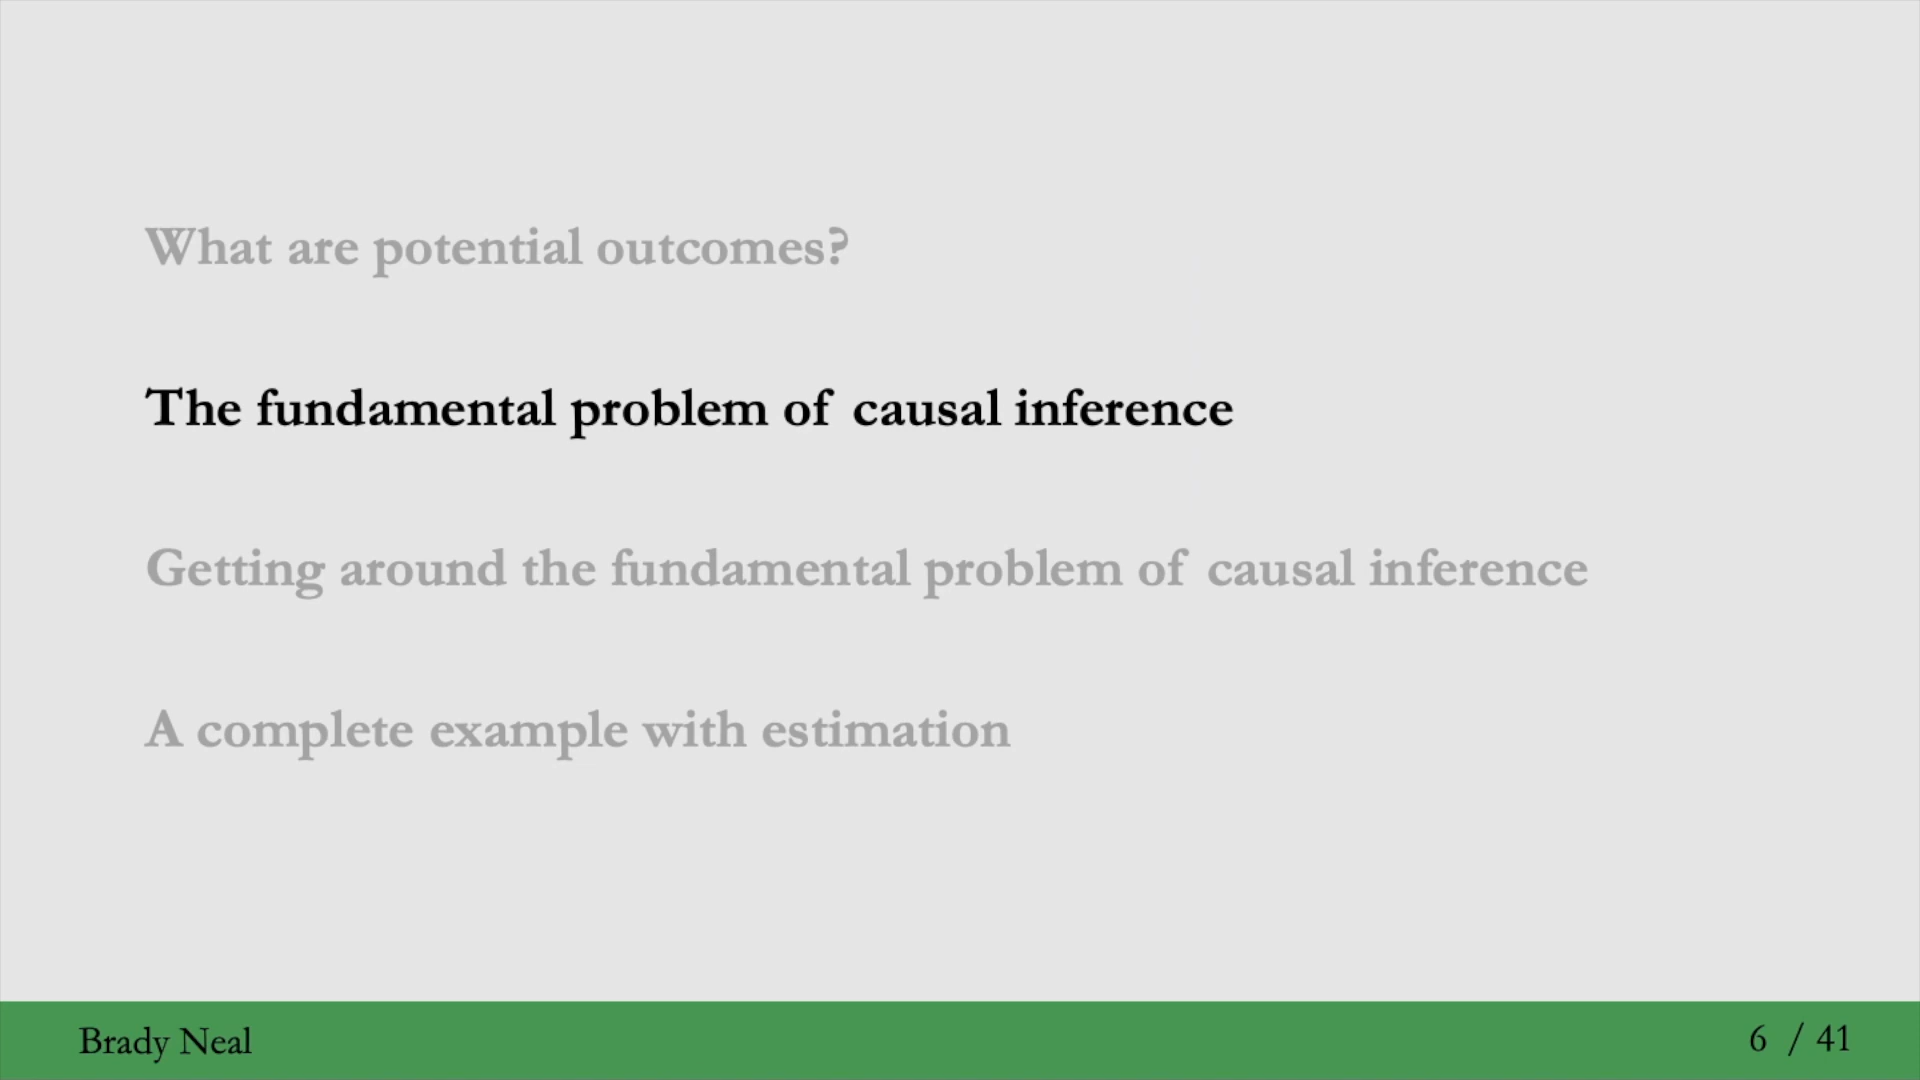 What are potential outcomes?
The fundamental problem of causal inference
Getting around the fundamental problem of causal inference
A complete example with estimation
Brady Neal
6 / 41